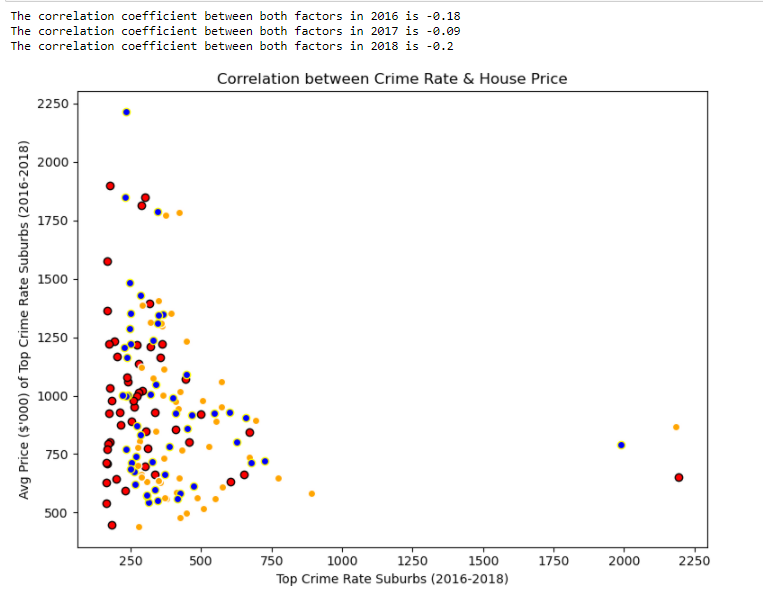 The correlation coefficient between both factors in 2016 is -0.18
The correlation coefficient between both factors in 2017 is -0.09
The correlation coefficient between both factors in 2018 is -0.2
Correlation between Crime Rate & House Price
Avg Price ($'000) of Top Crime Rate Suburbs (2016-2018)
2250
2000
1750
1500
1250
1000
750
500
250 500 750 1000 1250 1500 1750 2000 2250
Top Crime Rate Suburbs (2016-2018)